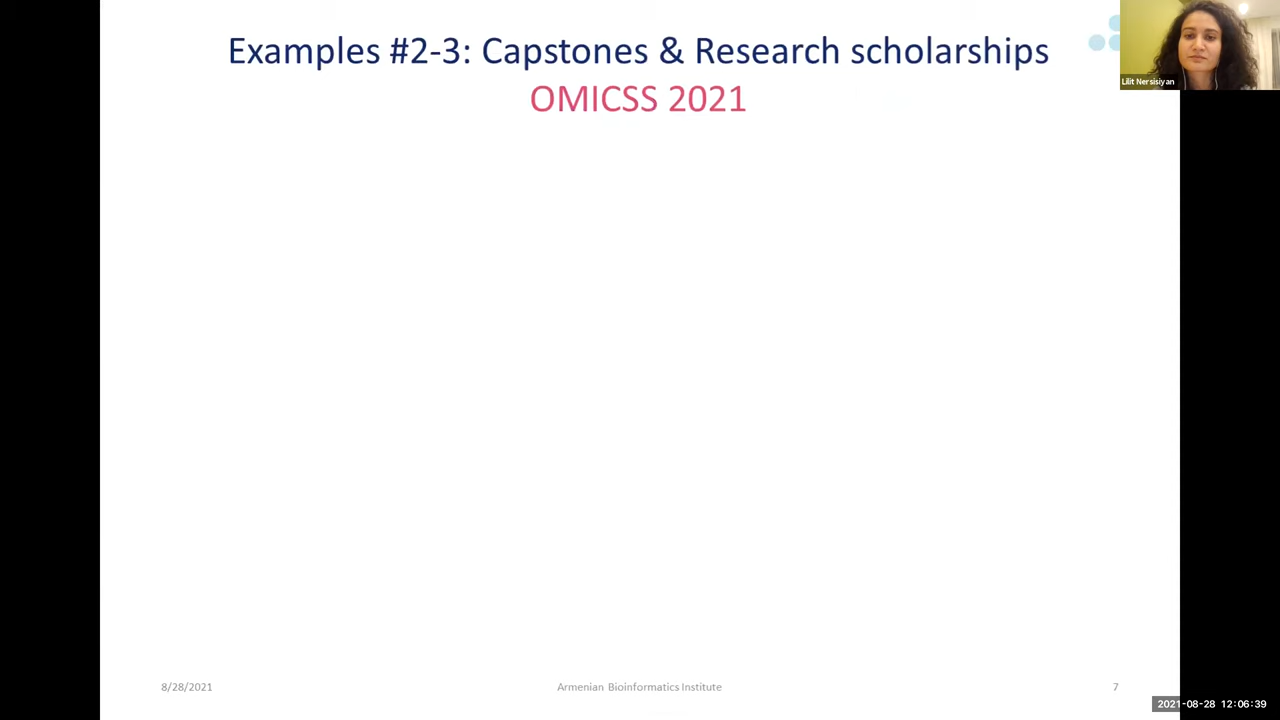 Examples #2-3: Capstones & Research scholarships
OMICSS 2021
Lilit Nersisiyan
8/28/2021
Armenian Bioinformatics Institute
7
2021-08-28 12:06:39